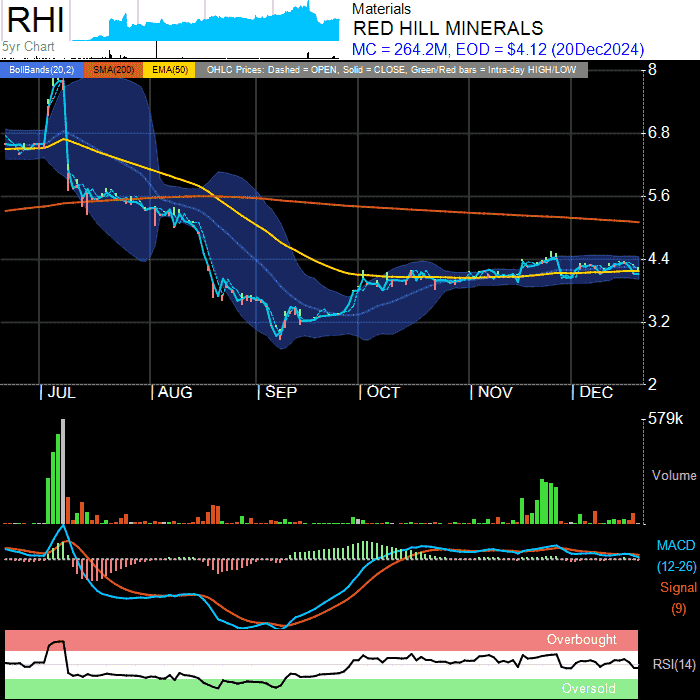 RHI
5yr Chart
Materials
RED HILL MINERALS
MC = 264.2M, EOD = $4.12 (20Dec2024)
BollBands(20,2) SMA(200) EMA(50) OHLC Prices: Dashed = OPEN, Solid = CLOSE, Green/Red bars = Intra-day HIGH/LOW
8
6.8
5.6
4.4
3.2
2
JUL AUG SEP OCT NOV DEC
579k
Volume
MACD
(12-26)
Signal
(9)
Overbought
RSI(14)
Oversold